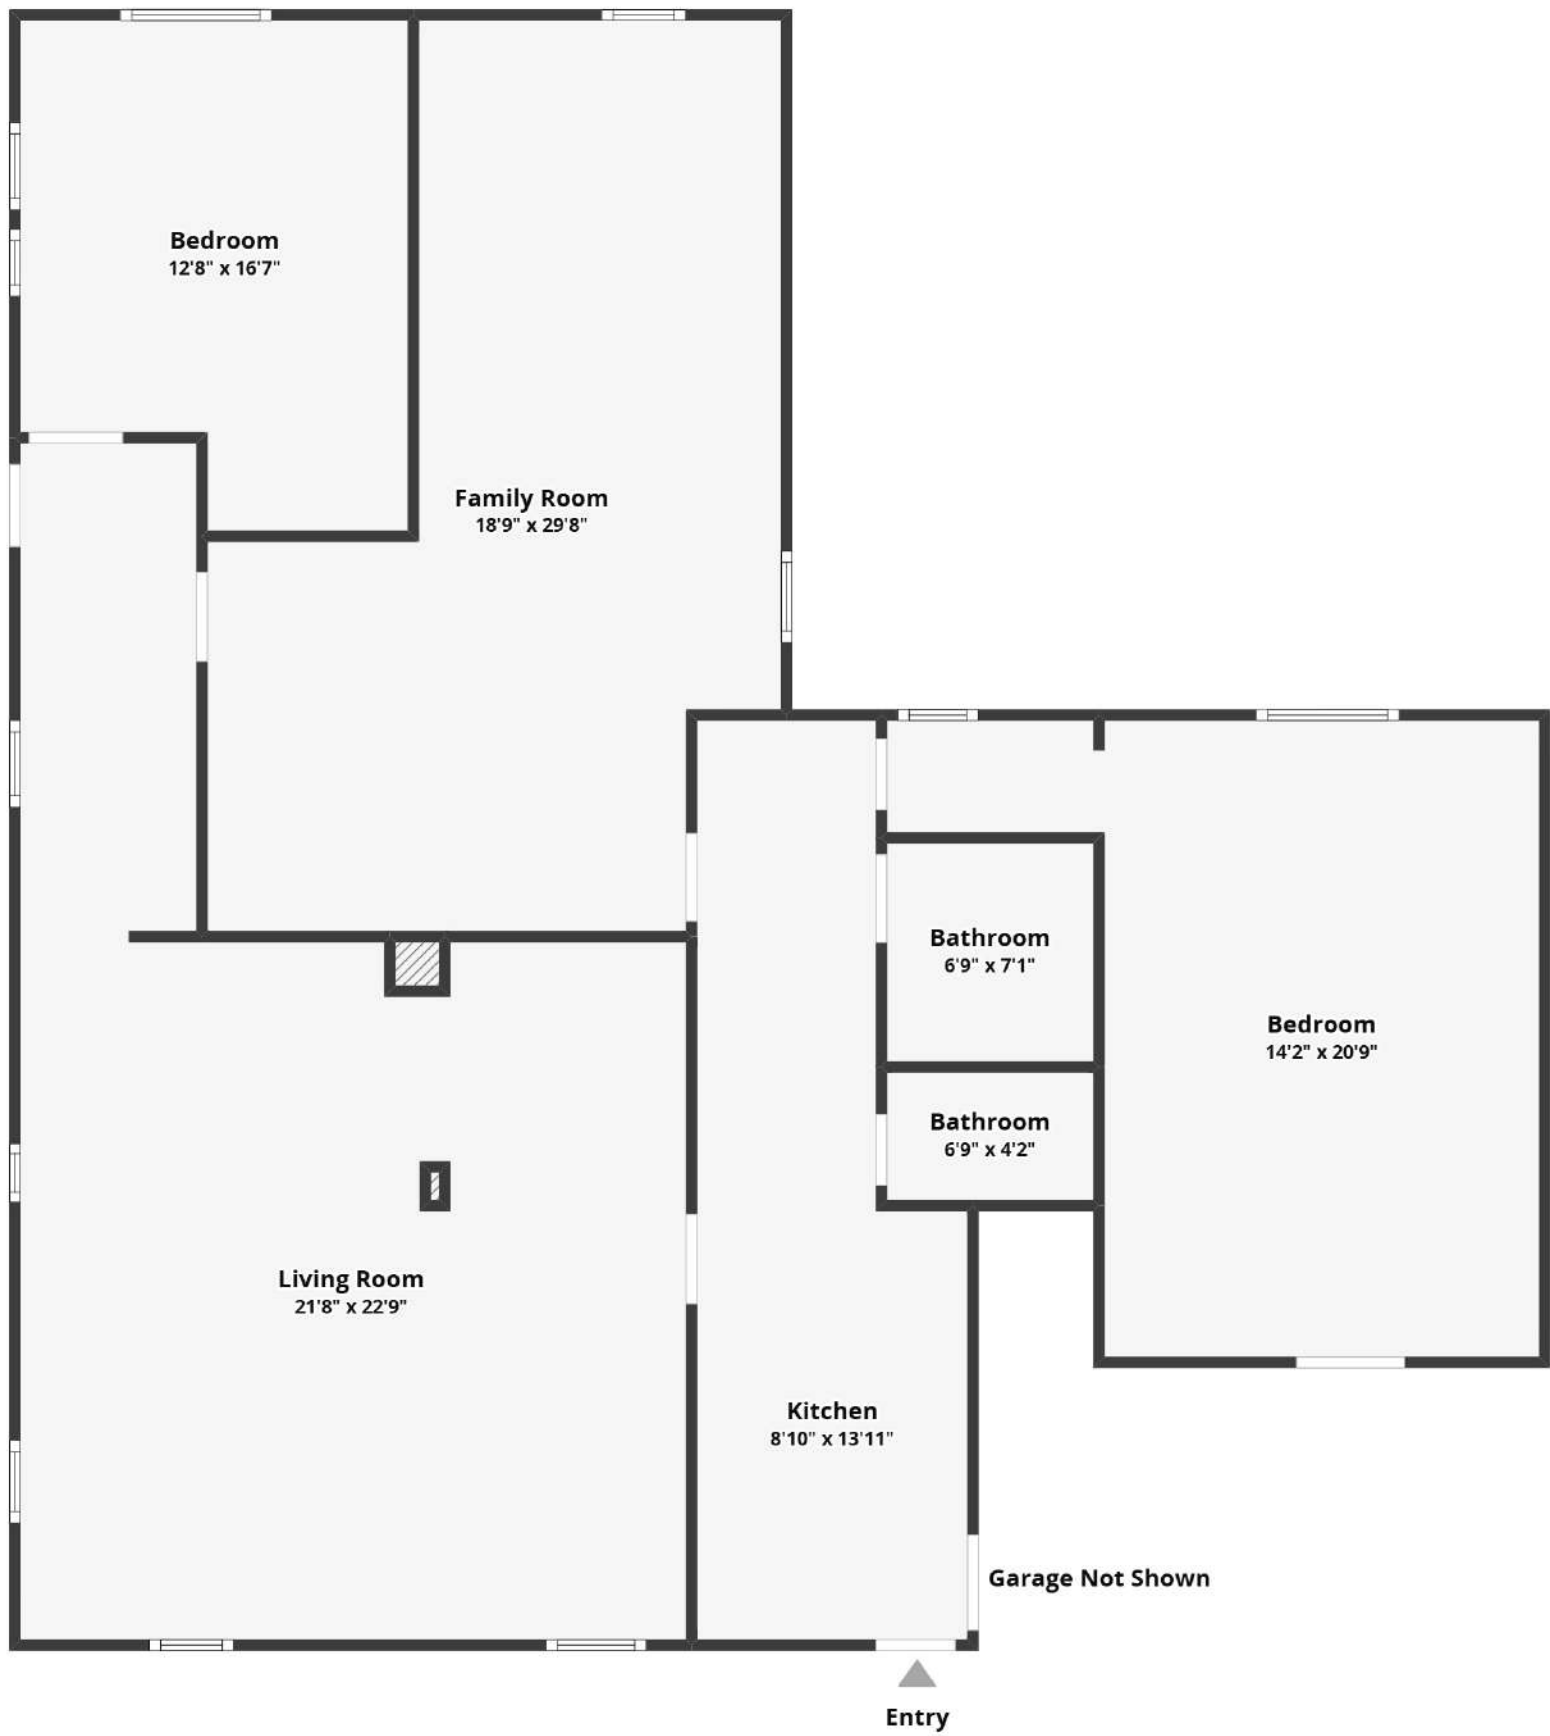 Bedroom
12'8" x 16'7"
Family Room
18'9" x 29'8"
Bathroom
6'9" x 7'1"
Bedroom
14'2" x 20'9"
Bathroom
6'9" x 4'2"
Living Room
21'8" x 22'9"
Kitchen
8'10" x 13'11"
Garage Not Shown
Entry